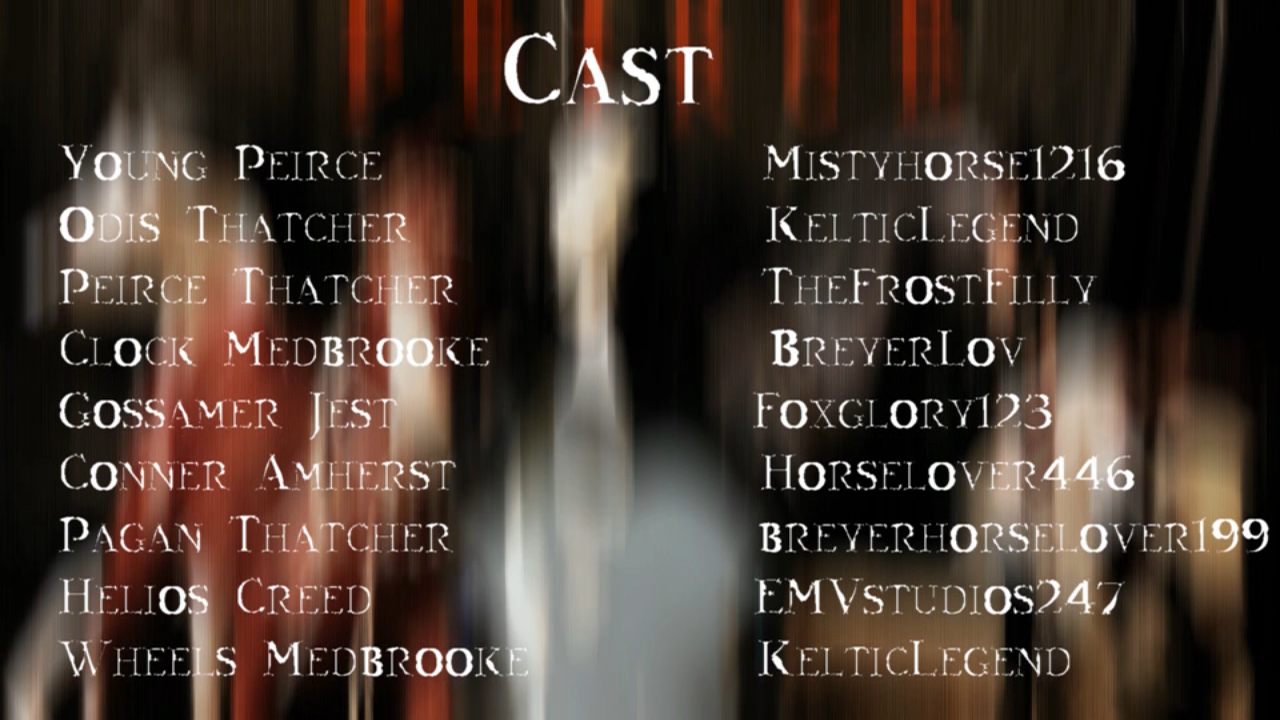 Cast
Young Peirce Mistyhorse1216
Odis Thatcher KelticLegend
Peirce Thatcher TheFrostFilly
Clock Medbrooke BreyerLov
Gossamer Jest Foxglory123
Conner Amherst Horselover446
Pagan Thatcher breyerhorselover199
Helios Creed EMVstudios247
Wheels Medbrooke KelticLegend